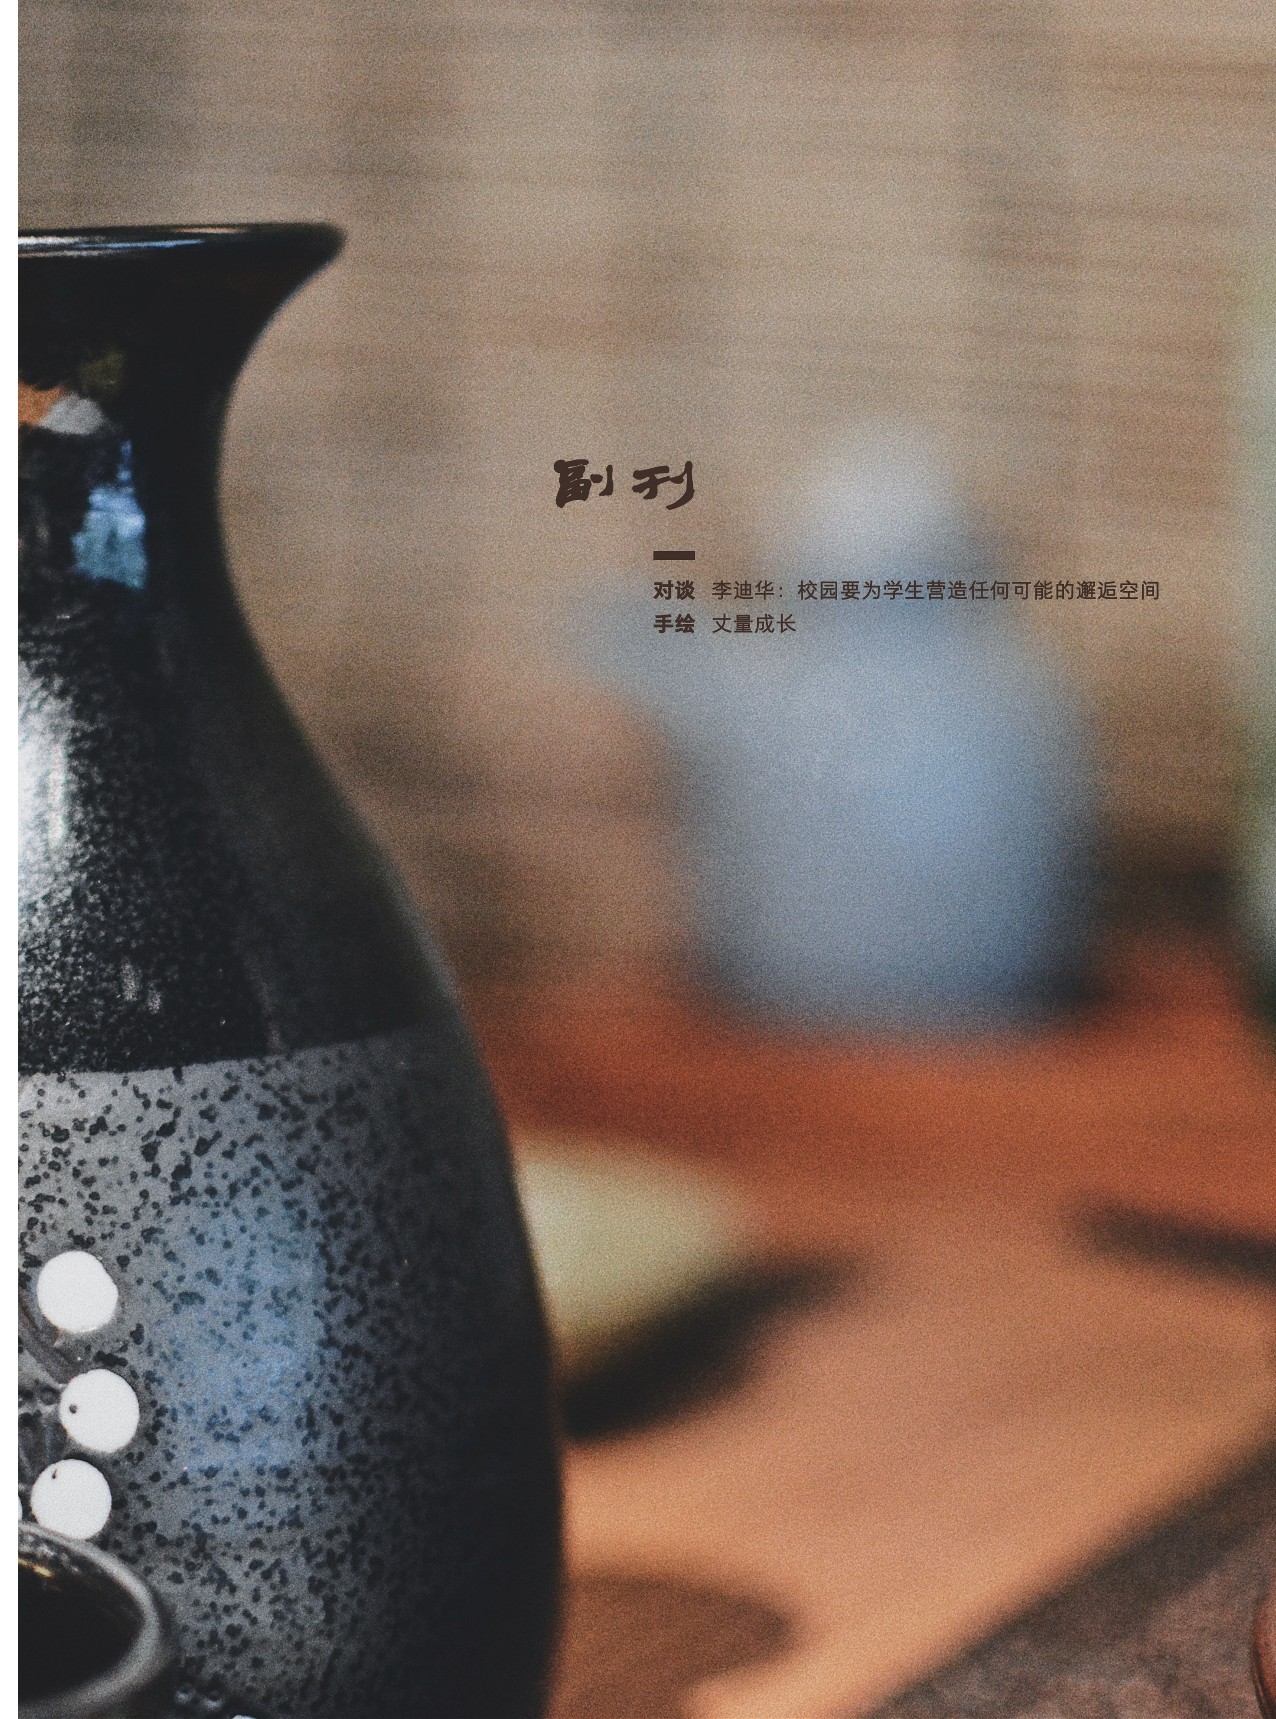 副刊
对谈 李迪华：校园要为学生营造任何可能的邂逅空间
手绘 丈量成长